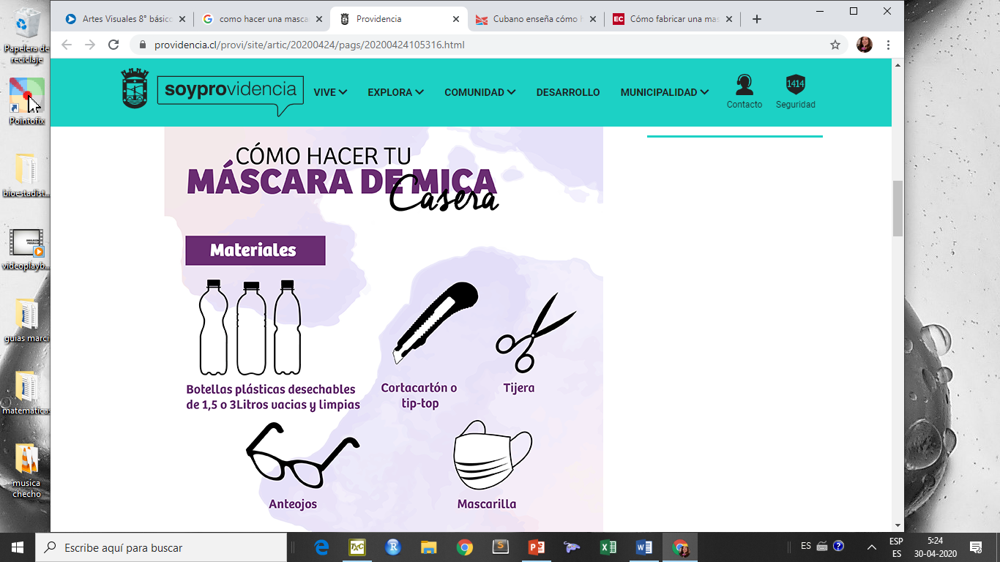 Papelera de
reciclaje
Pointofix
bioestadist...
videoplayb...
guias marci
matematica
musica
checho
Artes Visuales 8° básico
como hacer una masca
Providencia
Cubano enseña cómo h
EC
Cómo fabricar una mas
providencia.cl/provi/site/artic/20200424/pags/20200424105316.html
soyprovidencia
VIVE
EXPLORA
COMUNIDAD
DESARROLLO
MUNICIPALIDAD
Contacto
1414
Seguridad
CÓMO HACER TU
MÁSCARA DE MICA
Casera
Materiales
Botellas plásticas desechables
de 1,5 o 3Litros vacias y limpias
Cortacartón o
tip-top
Tijera
Anteojos
Mascarilla
Escribe aquí para buscar
TXC
R
S
ES
ESP
ES
5:24
30-04-2020